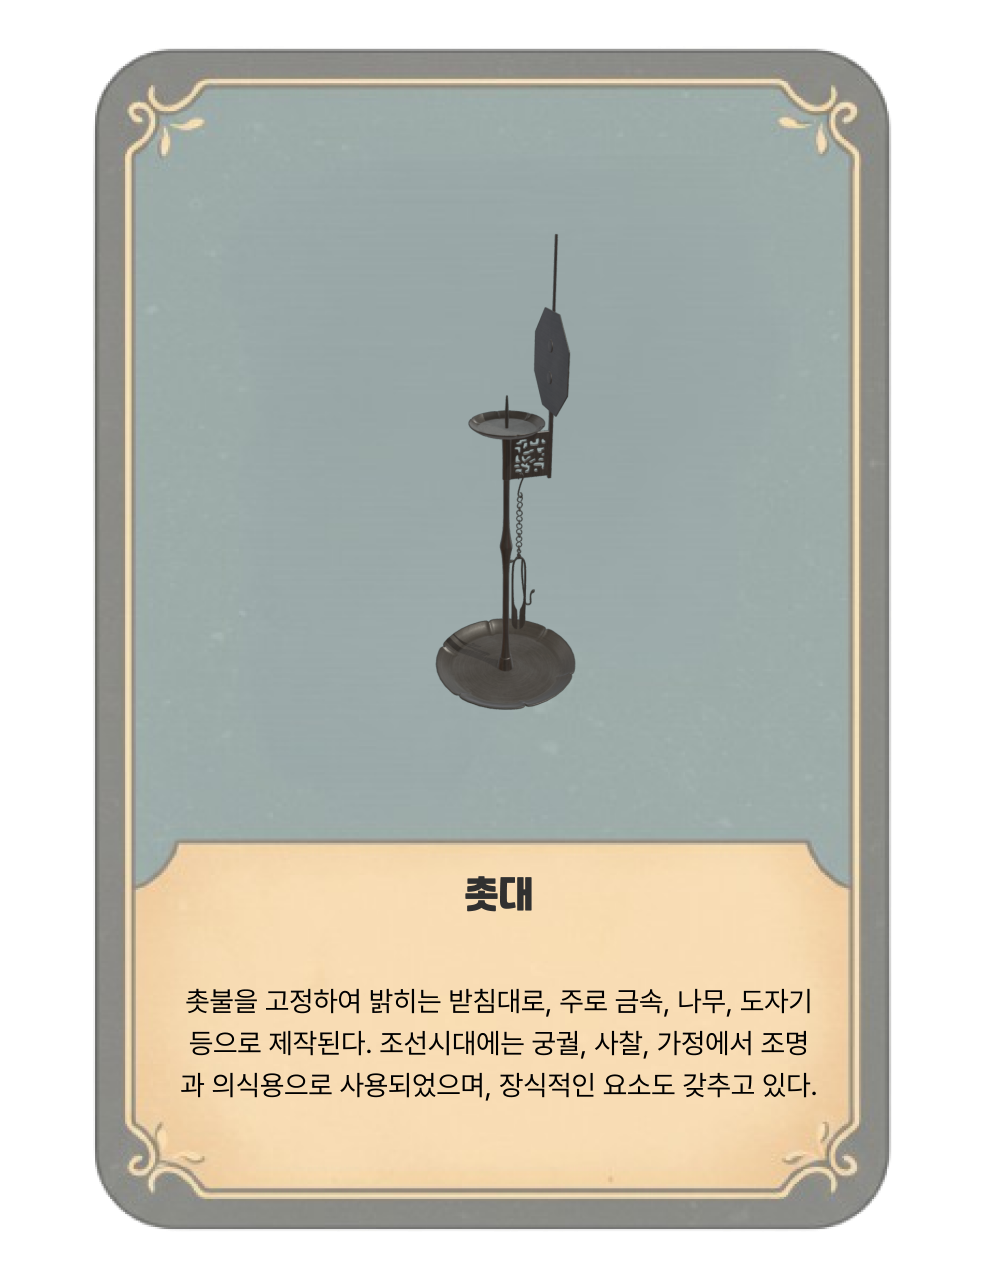 촛대
촛불을 고정하여 밝히는 받침대로, 주로 금속, 나무, 도자기
등으로 제작된다. 조선시대에는 궁궐, 사찰, 가정에서 조명
과 의식용으로 사용되었으며, 장식적인 요소도 갖추고 있다.